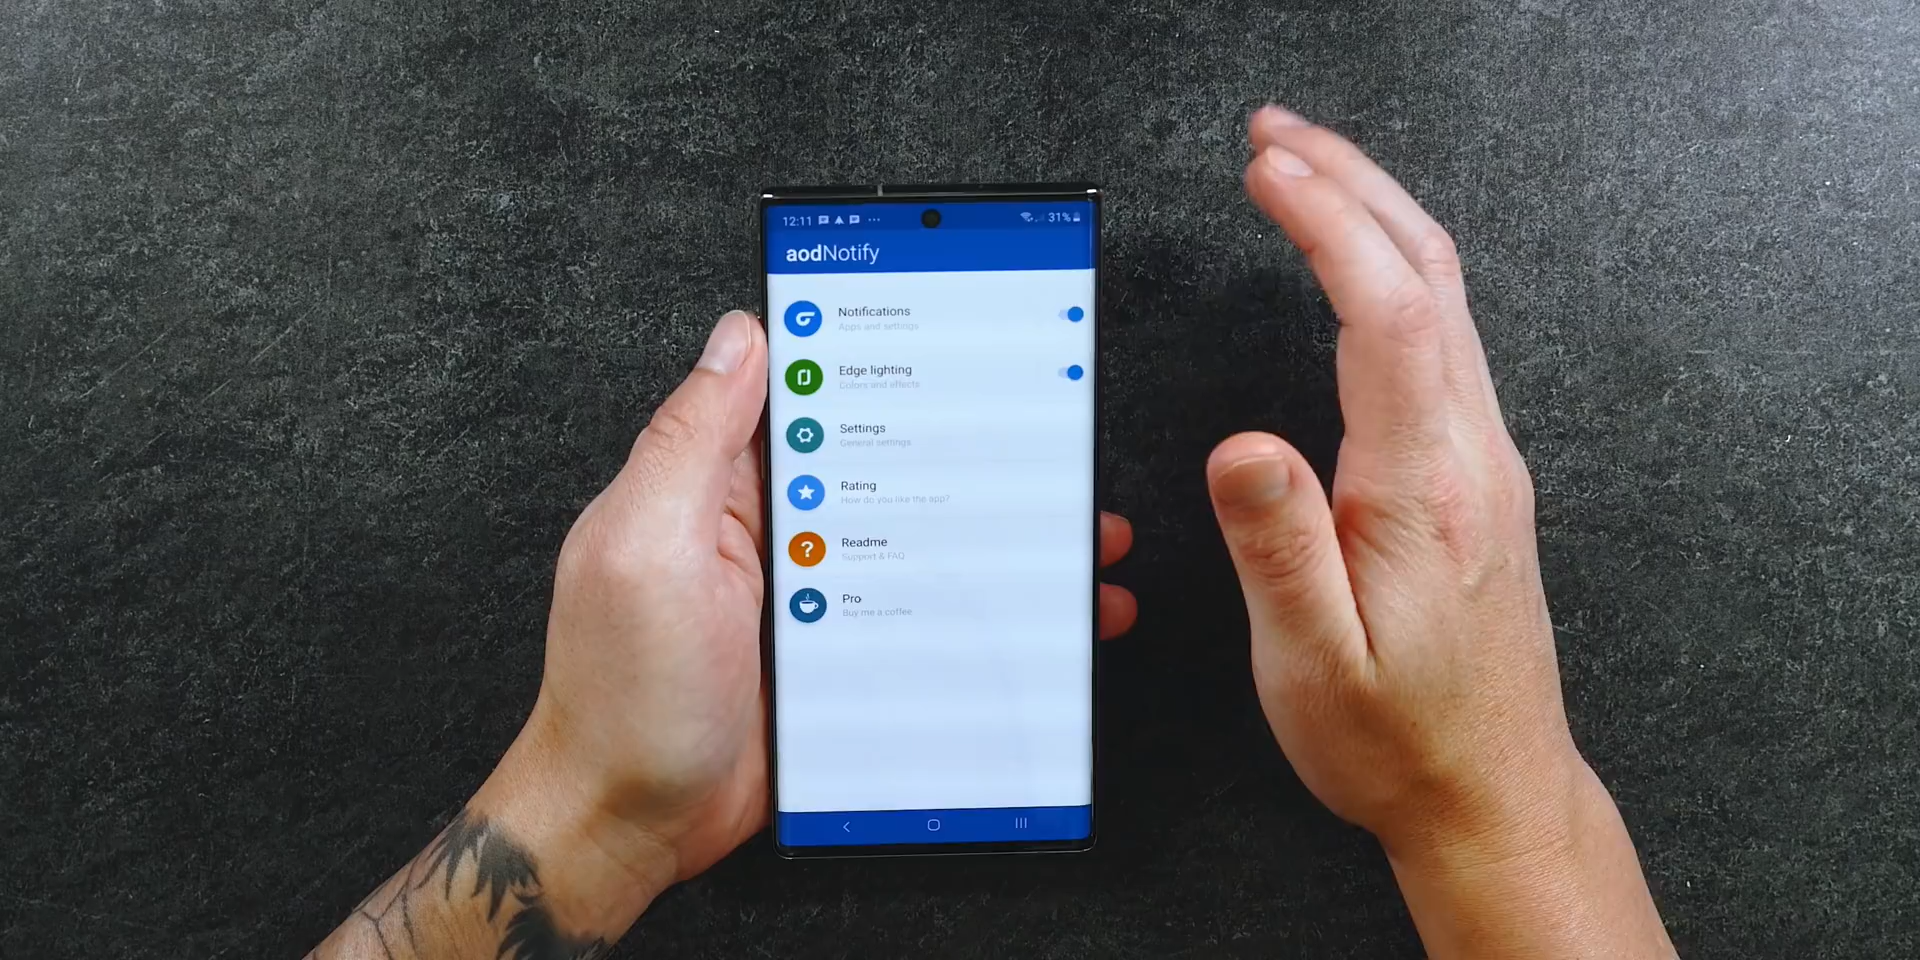 12:11 31%
aodNotify
Notifications
Apps and settings
Edge lighting
Colors and effects
Settings
General settings
Rating
How do you like the app?
Readme
Support & FAQ
Pro
Buy me a coffee